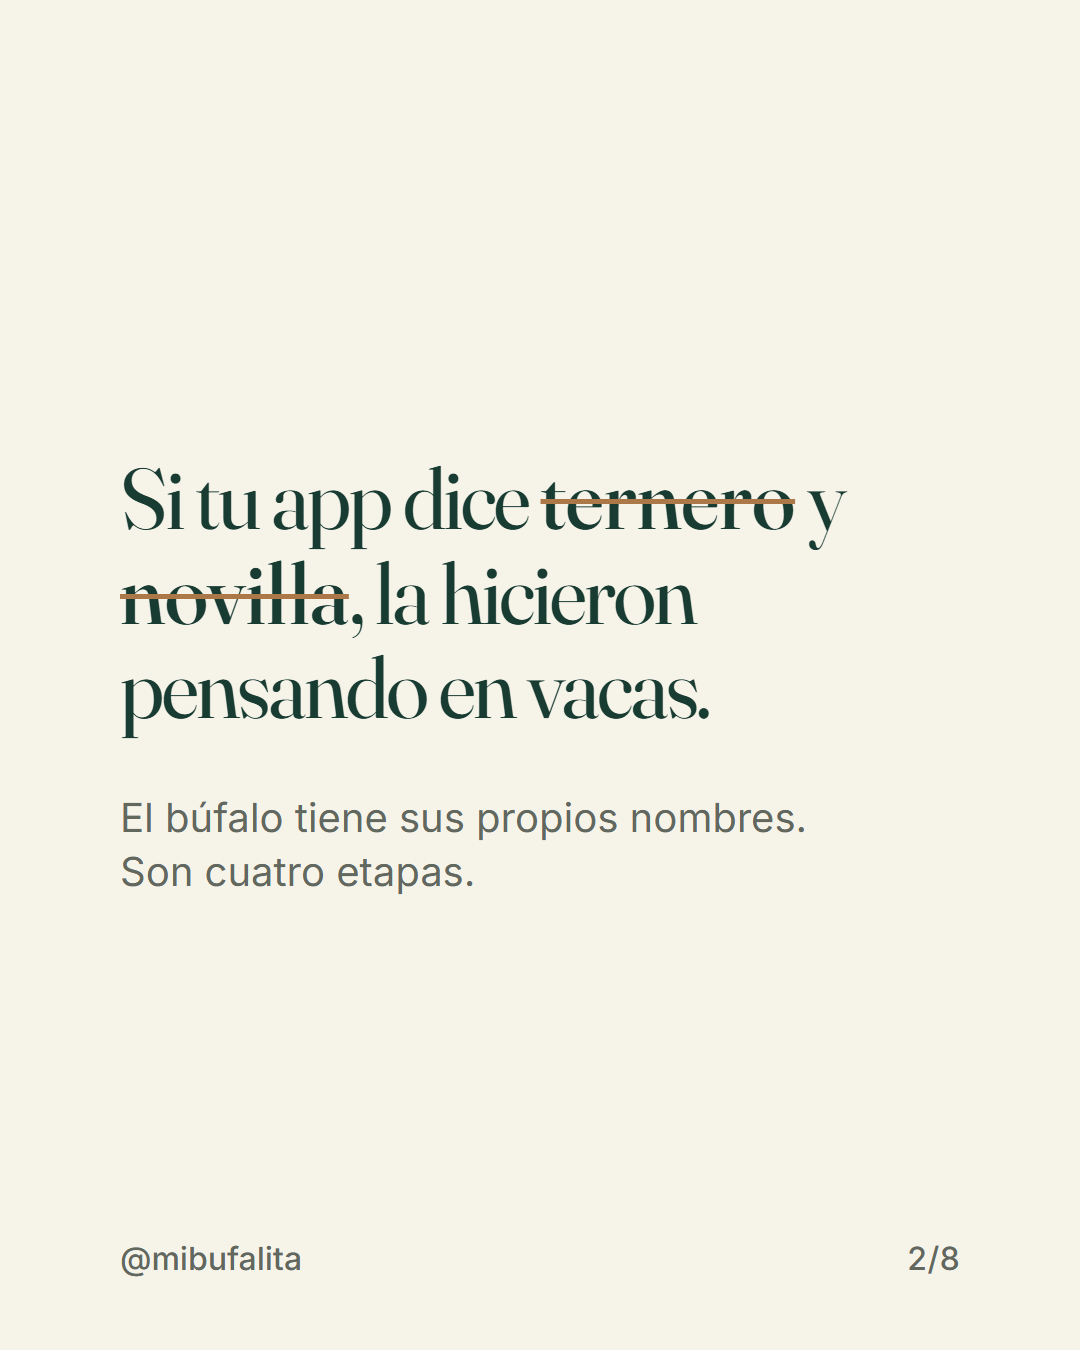 Si tu app dice ternero y
novilla, la hicieron
pensando en vacas.
El búfalo tiene sus propios nombres.
Son cuatro etapas.
@mibufalita
2/8